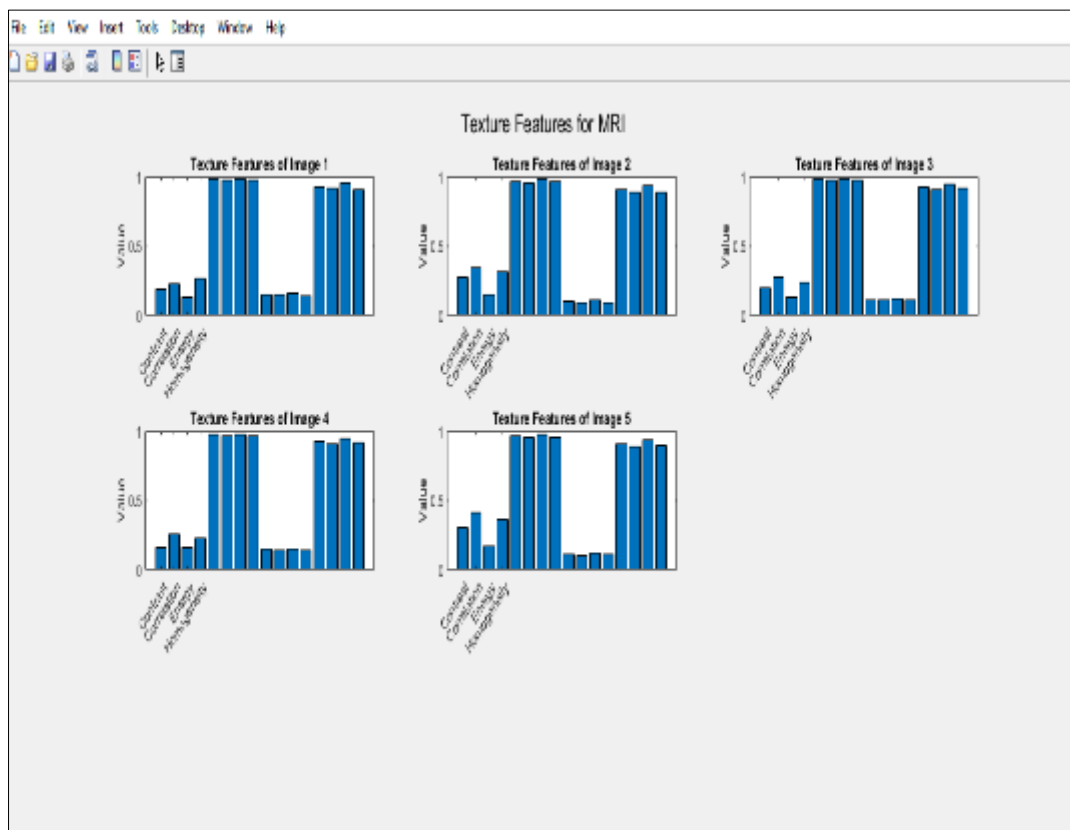 File Edit View Insert Tools Desktop Window Help
Texture Features for MRI
Texture Features of Image 1
Texture Features of Image 2
Texture Features of Image 3
1
0.5
0
Value
Contrast
Correlation
Energy
Homogeneity
1
0.5
0
Value
Contrast
Correlation
Energy
Homogeneity
1
0.5
0
Value
Contrast
Correlation
Energy
Homogeneity
Texture Features of Image 4
Texture Features of Image 5
1
0.5
0
Value
Contrast
Correlation
Energy
Homogeneity
1
0.5
0
Value
Contrast
Correlation
Energy
Homogeneity